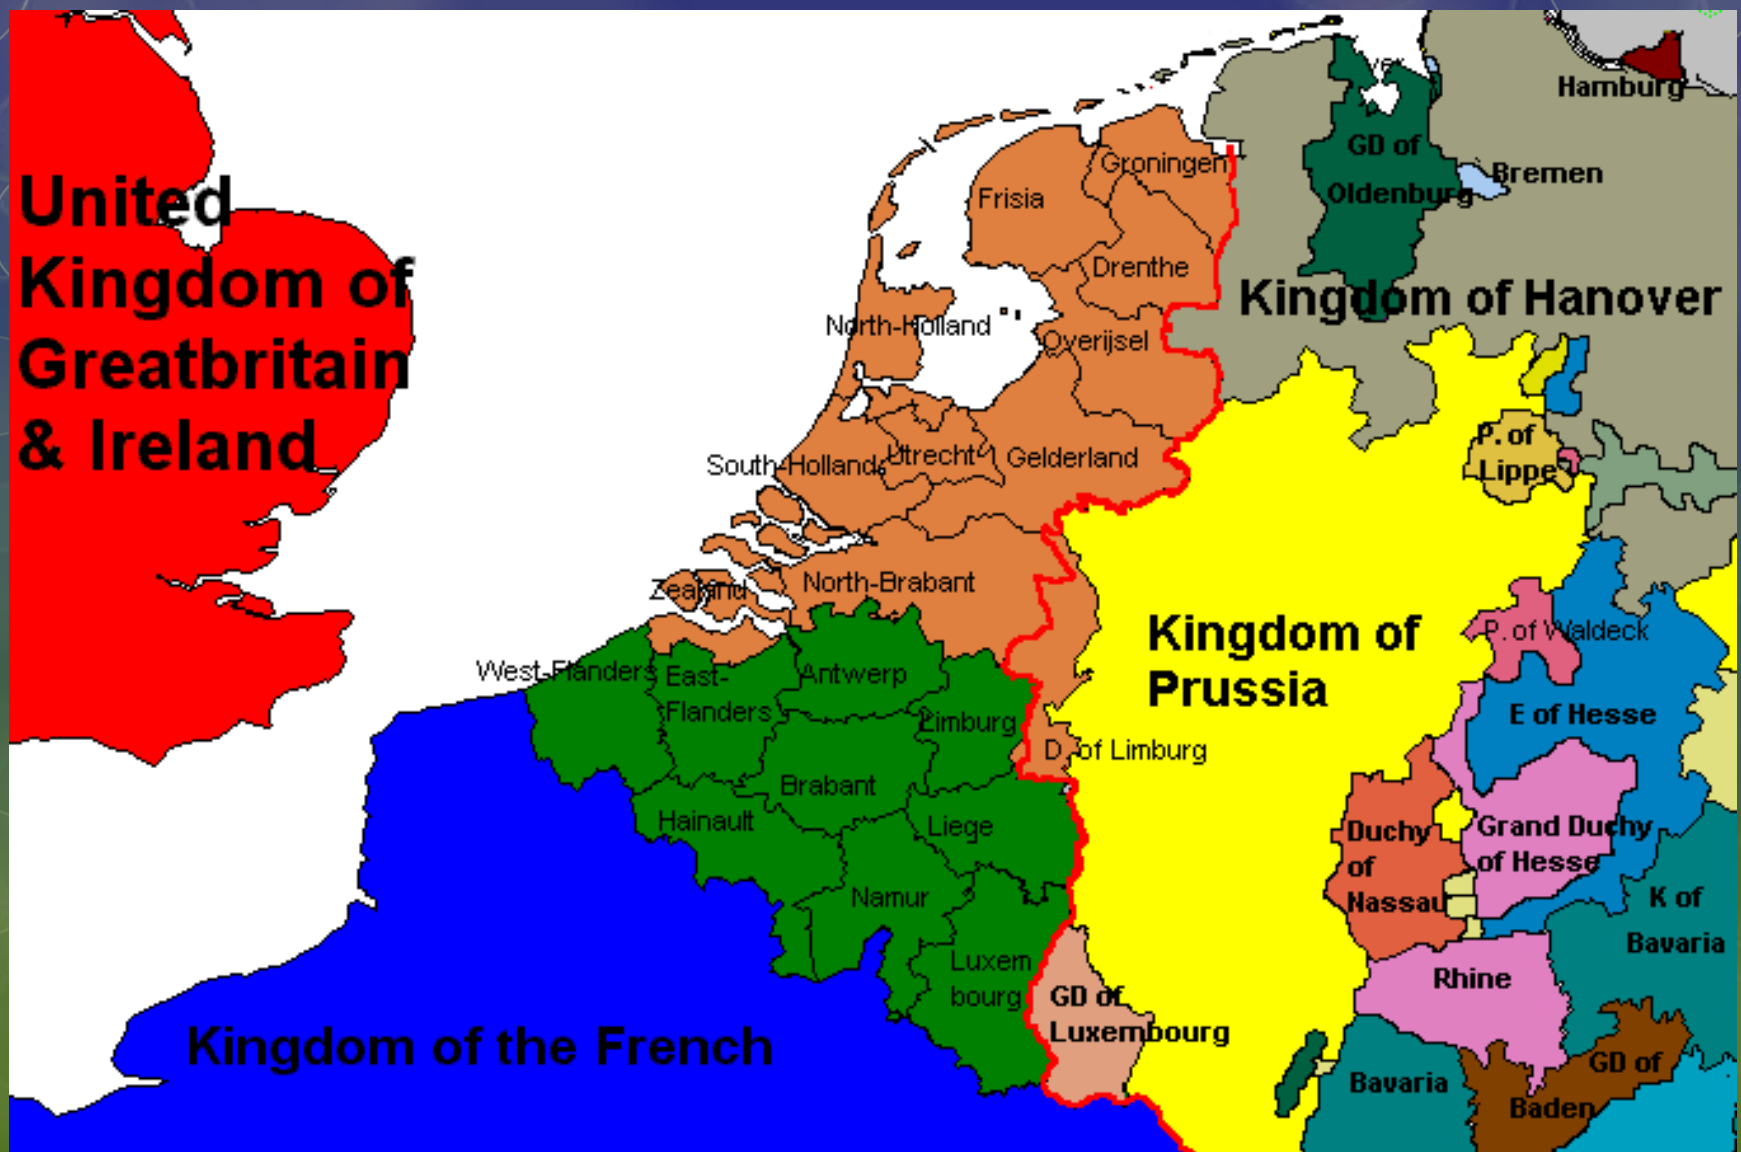 United
Kingdom of
Greatbritain
& Ireland
Hamburg
GD of
Oldenburg
Bremen
Kingdom of Hanover
Groningen
Frisia
Drenthe
North-Holland
Overijsel
South-Holland
Utrecht
Gelderland
P. of
Lippe
Zealand
North-Brabant
Kingdom of
Prussia
P. of Waldeck
West-Flanders
East-
Flanders
Antwerp
Limburg
D. of Limburg
E of Hesse
Brabant
Hainault
Liege
Duchy
of
Nassau
Grand Duchy
of Hesse
Namur
K of
Bavaria
Luxem
bourg
GD of
Luxembourg
Rhine
Kingdom of the French
Bavaria
GD of
Baden